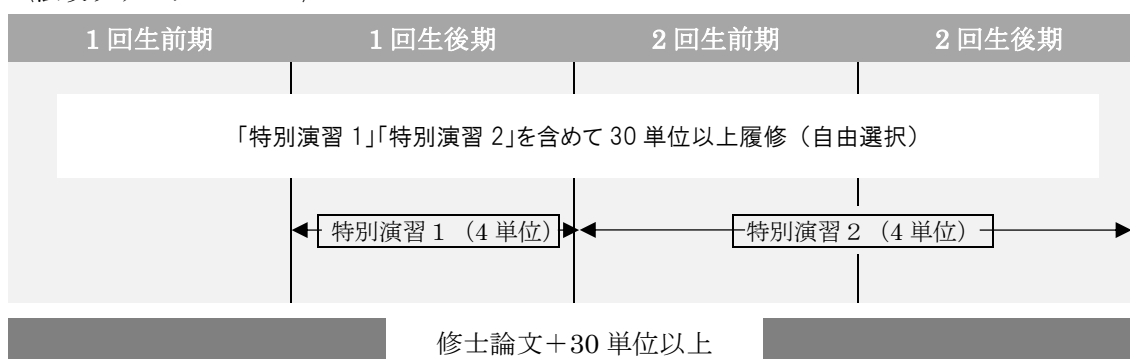 1 回生前期 1 回生後期 2 回生前期 2 回生後期
「特別演習 1」「特別演習 2」を含めて 30 単位以上履修（自由選択）
特別演習１（4 単位） 特別演習２（4 単位）
修士論文＋30 単位以上